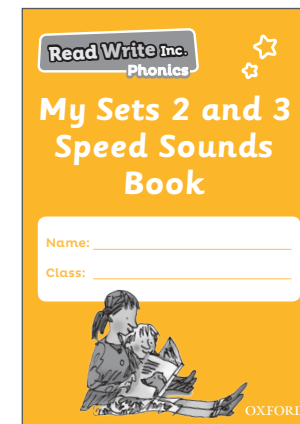 Read Write Inc.
Phonics
My Sets 2 and 3
Speed Sounds
Book
Name:
Class:
OXFORD